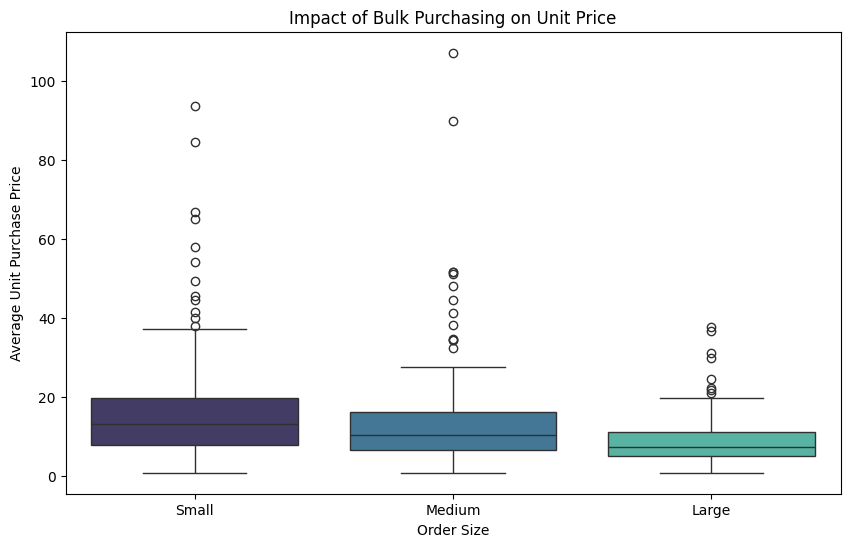 Impact of Bulk Purchasing on Unit Price
Average Unit Purchase Price
100
80
60
40
20
0
Small
Medium
Large
Order Size